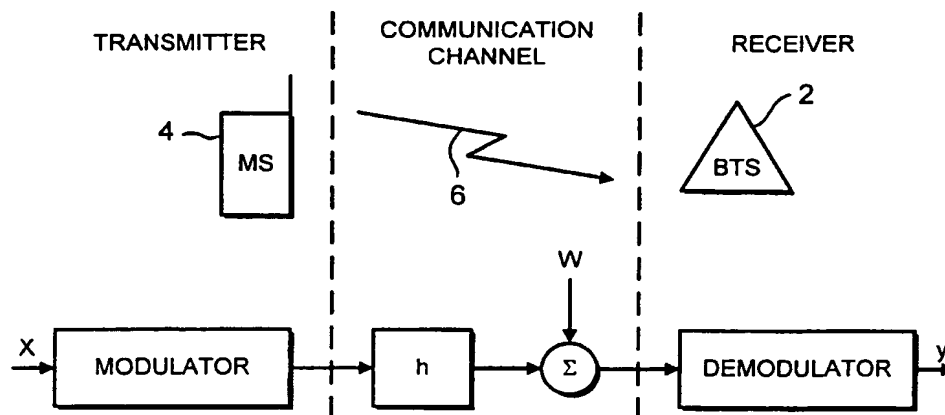 TRANSMITTER
COMMUNICATION
CHANNEL
RECEIVER
4
MS
6
2
BTS
W
X
MODULATOR
h
Σ
DEMODULATOR
y